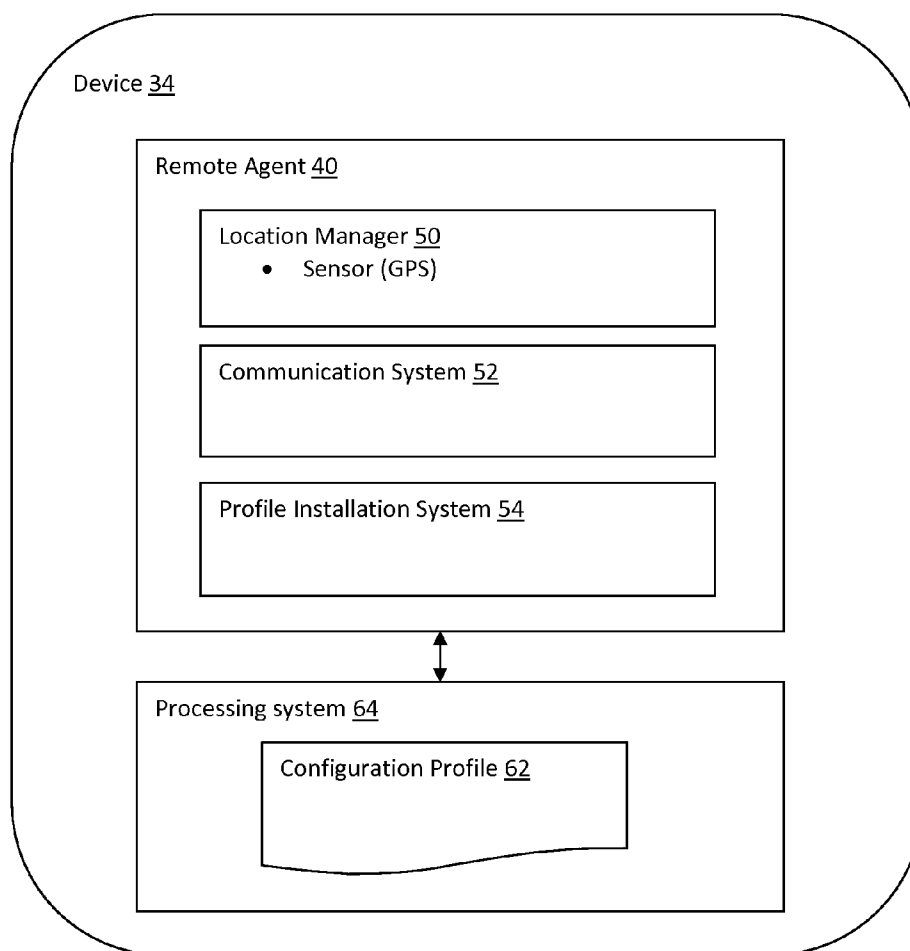 Device 34
Remote Agent 40
Location Manager 50
• Sensor (GPS)
Communication System 52
Profile Installation System 54
Processing system 64
Configuration Profile 62